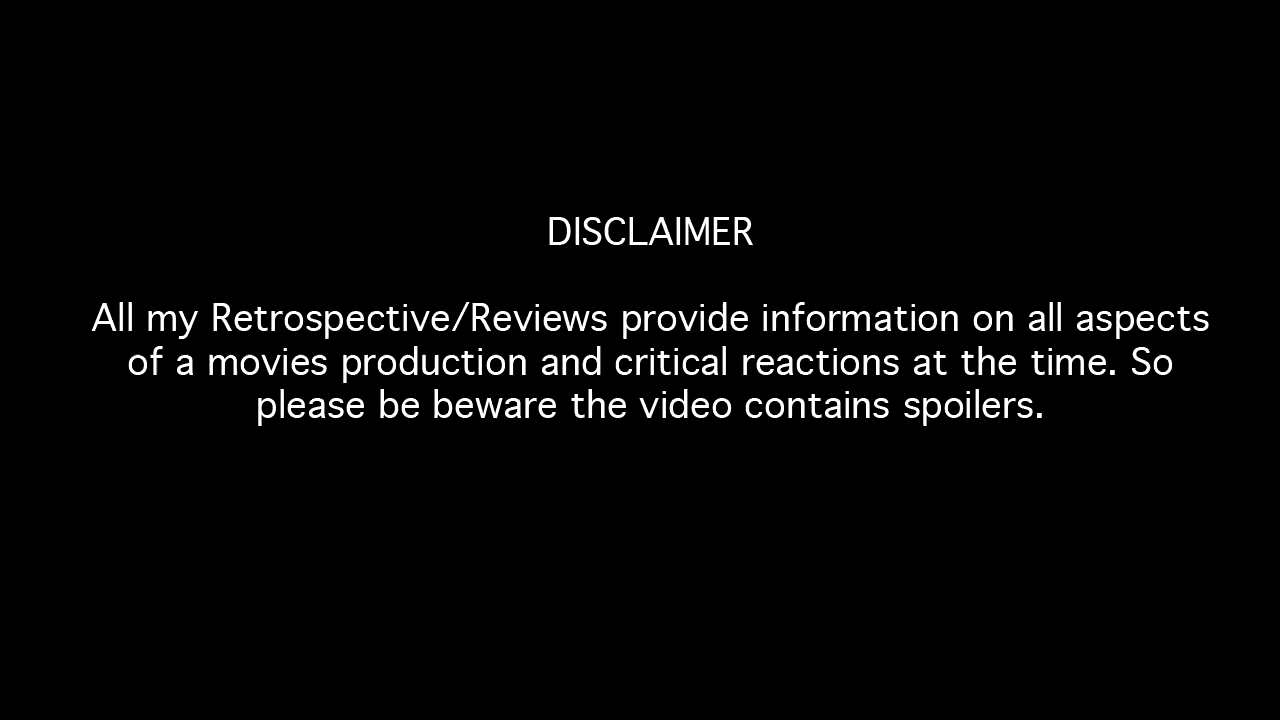 DISCLAIMER
All my Retrospective/Reviews provide information on all aspects
of a movies production and critical reactions at the time. So
please be beware the video contains spoilers.